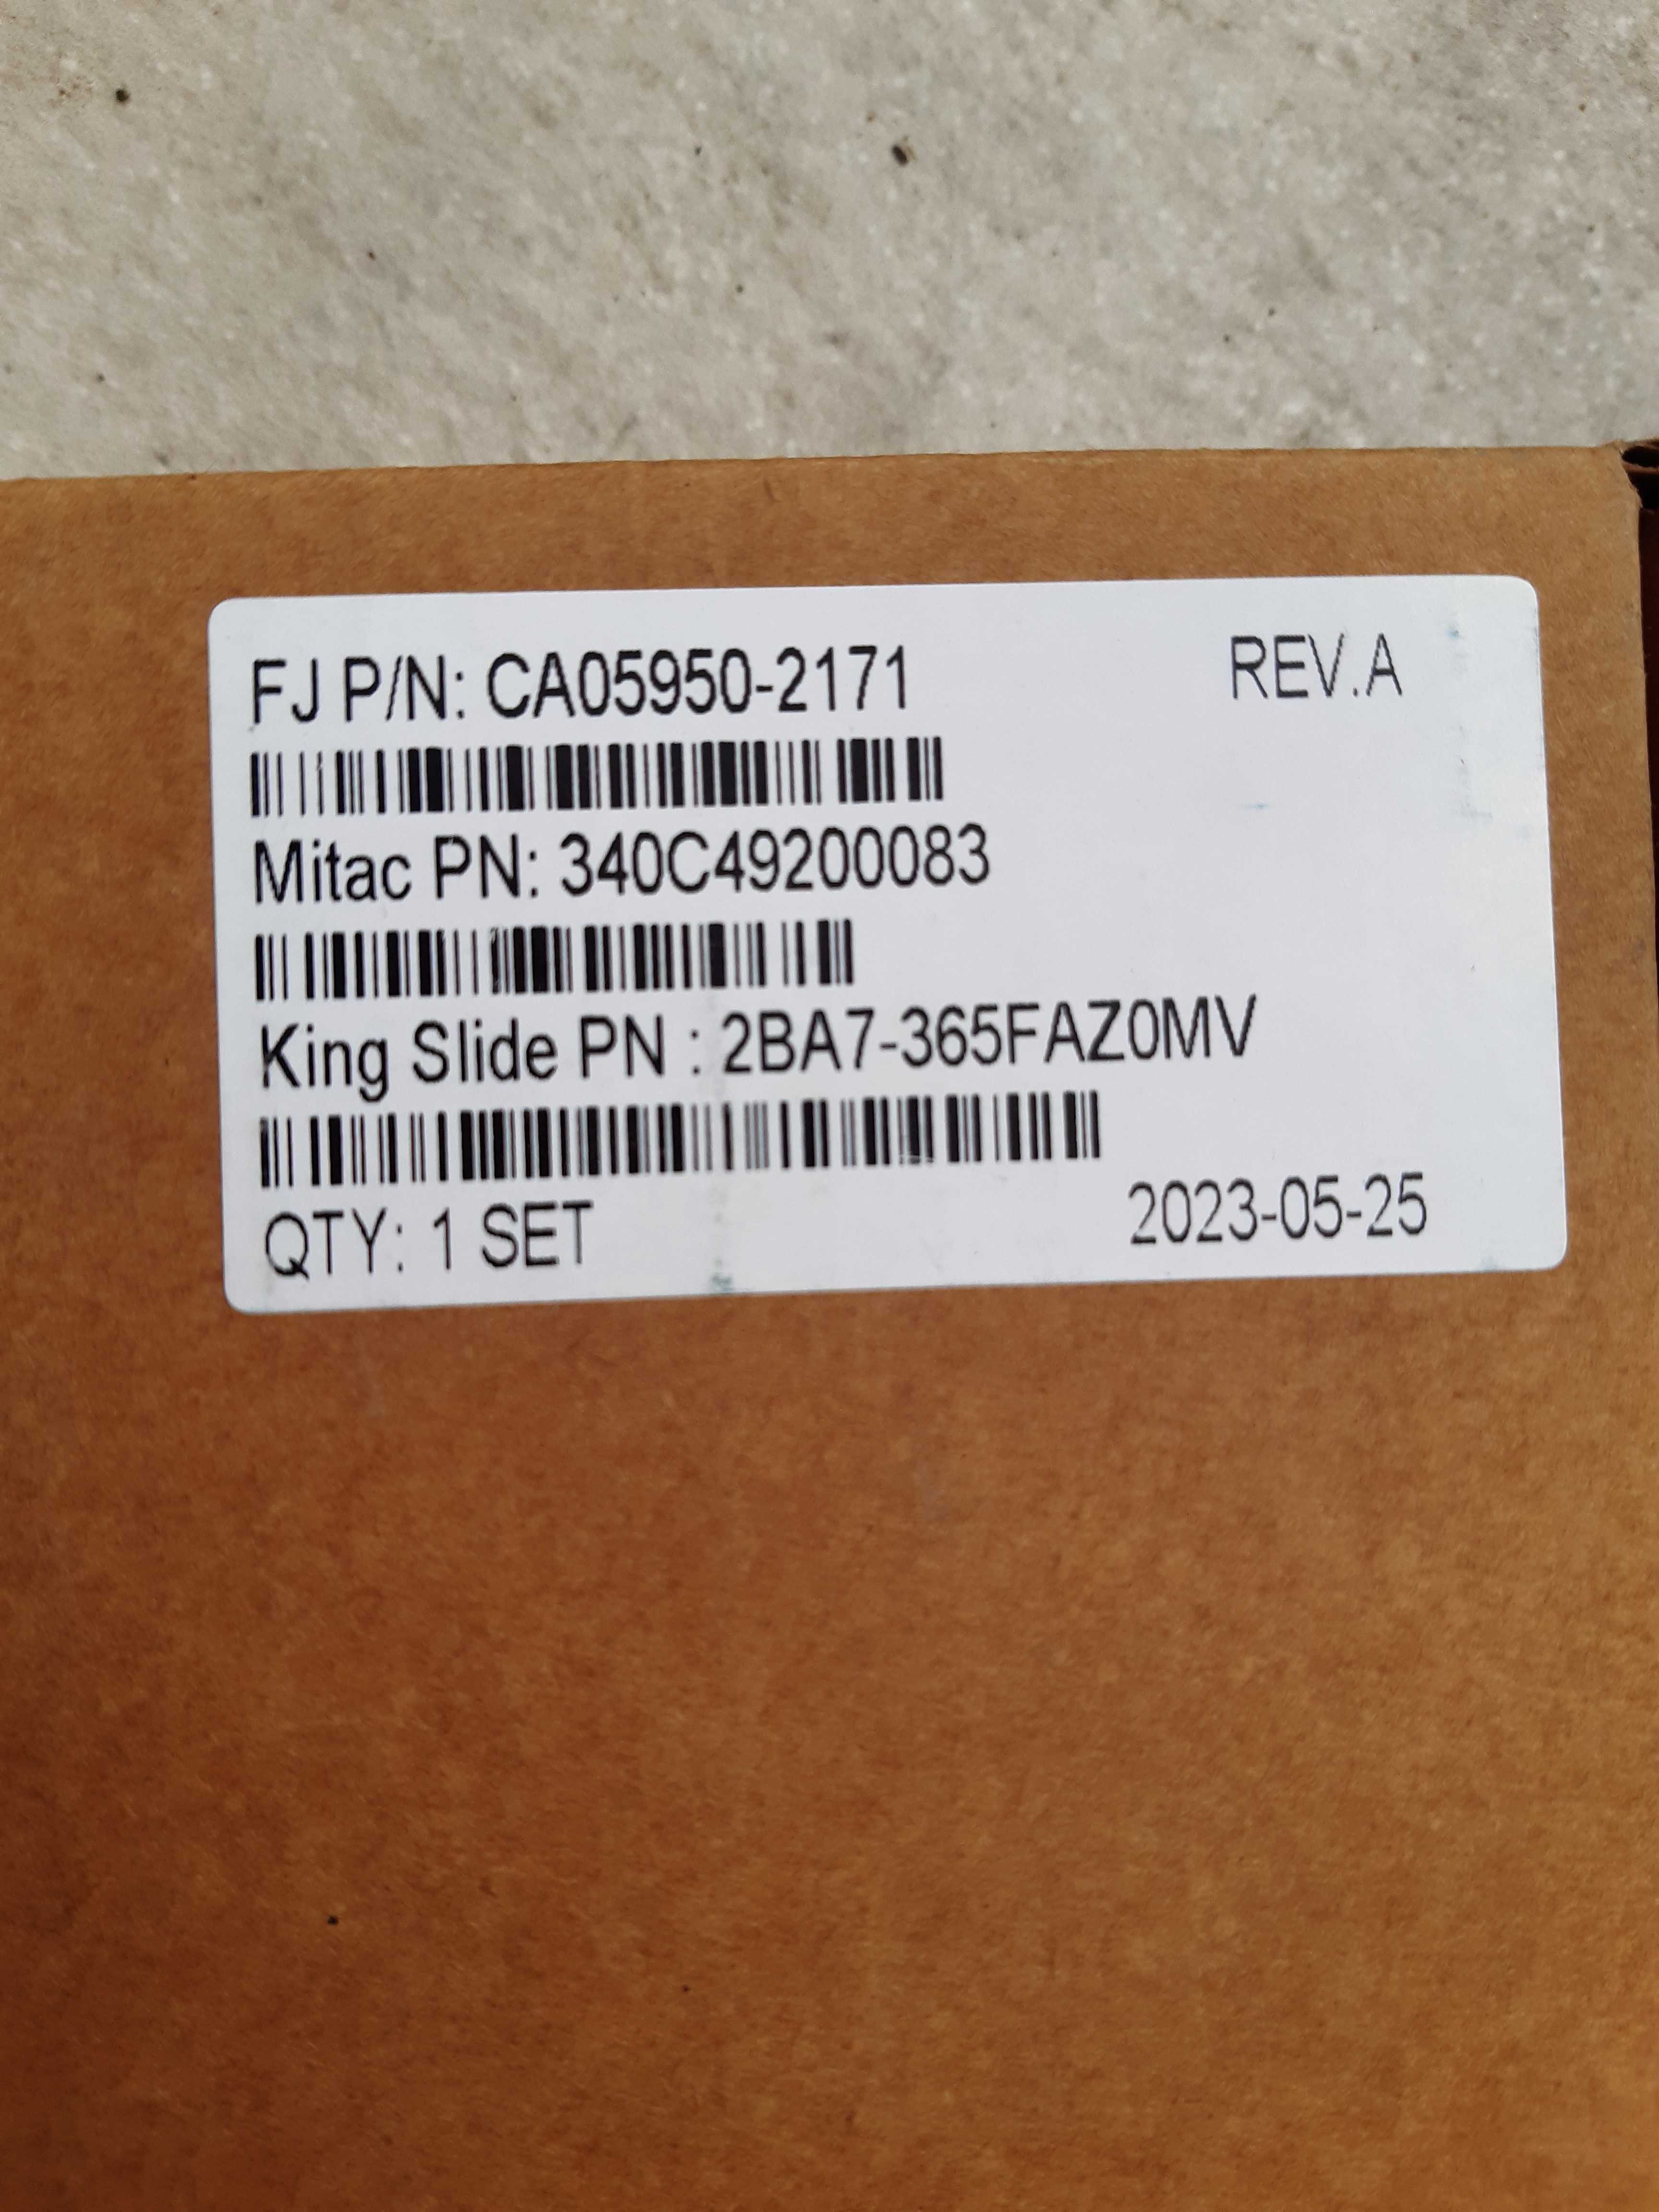 FJ P/N: CA05950-2171 REV.A
Mitac PN: 340C49200083
King Slide PN : 2BA7-365FAZ0MV
QTY: 1 SET 2023-05-25